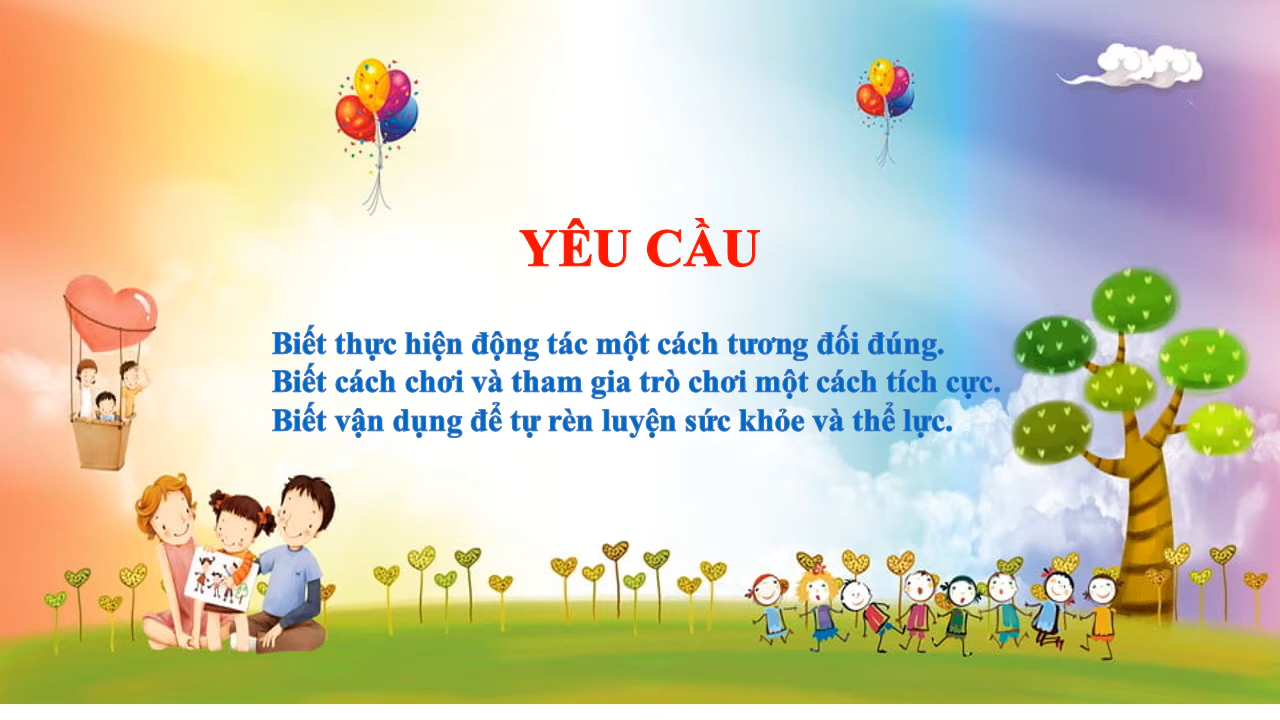 YÊU CẦU
Biết thực hiện động tác một cách tương đối đúng.
Biết cách chơi và tham gia trò chơi một cách tích cực.
Biết vận dụng để tự rèn luyện sức khỏe và thể lực.